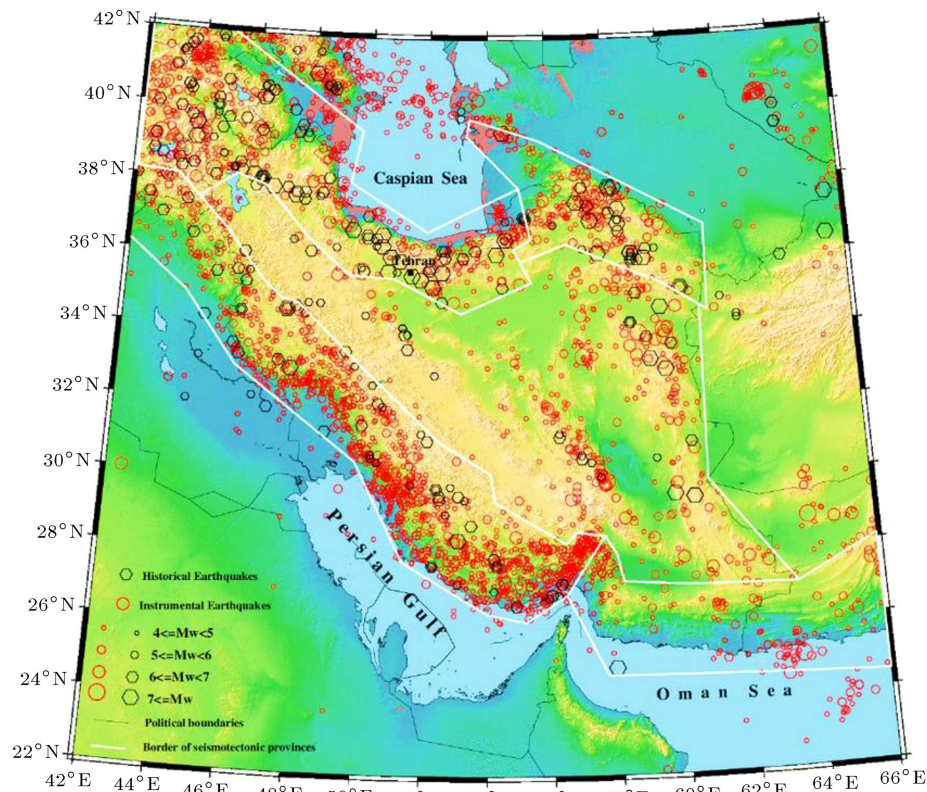 42°N
40°N
38°N
36°N
34°N
32°N
30°N
28°N
26°N
24°N
22°N
Caspian Sea
Tehran
Persian Gulf
Oman Sea
Historical Earthquakes
Instrumental Earthquakes
4<=Mw<5
5<=Mw<6
6<=Mw<7
7<=Mw
Political boundaries
Border of seismotectonic provinces
42°E
44°E
46°E
62°E
64°E
66°E